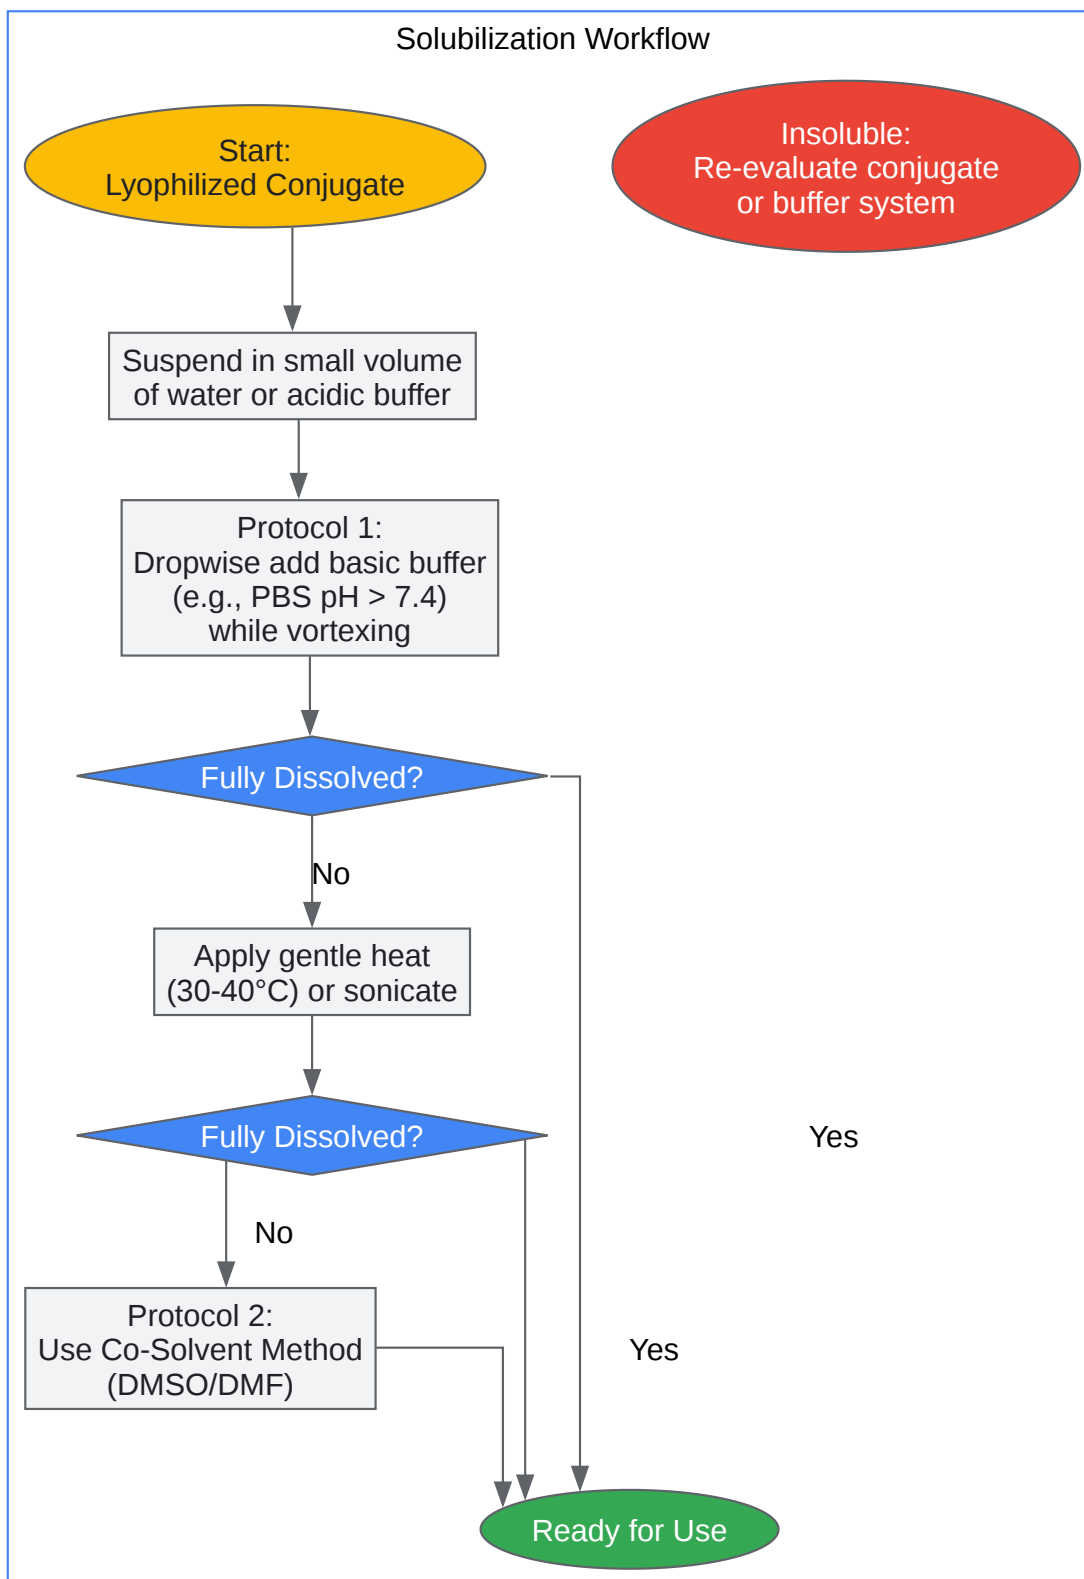 Solubilization Workflow
Start:
Lyophilized Conjugate
Insoluble:
Re-evaluate conjugate
or buffer system
Suspend in small volume
of water or acidic buffer
Protocol 1:
Dropwise add basic buffer
(e.g., PBS pH > 7.4)
while vortexing
Fully Dissolved?
No
Apply gentle heat
(30-40°C) or sonicate
Fully Dissolved?
Yes
No
Protocol 2:
Use Co-Solvent Method
(DMSO/DMF)
Yes
Ready for Use